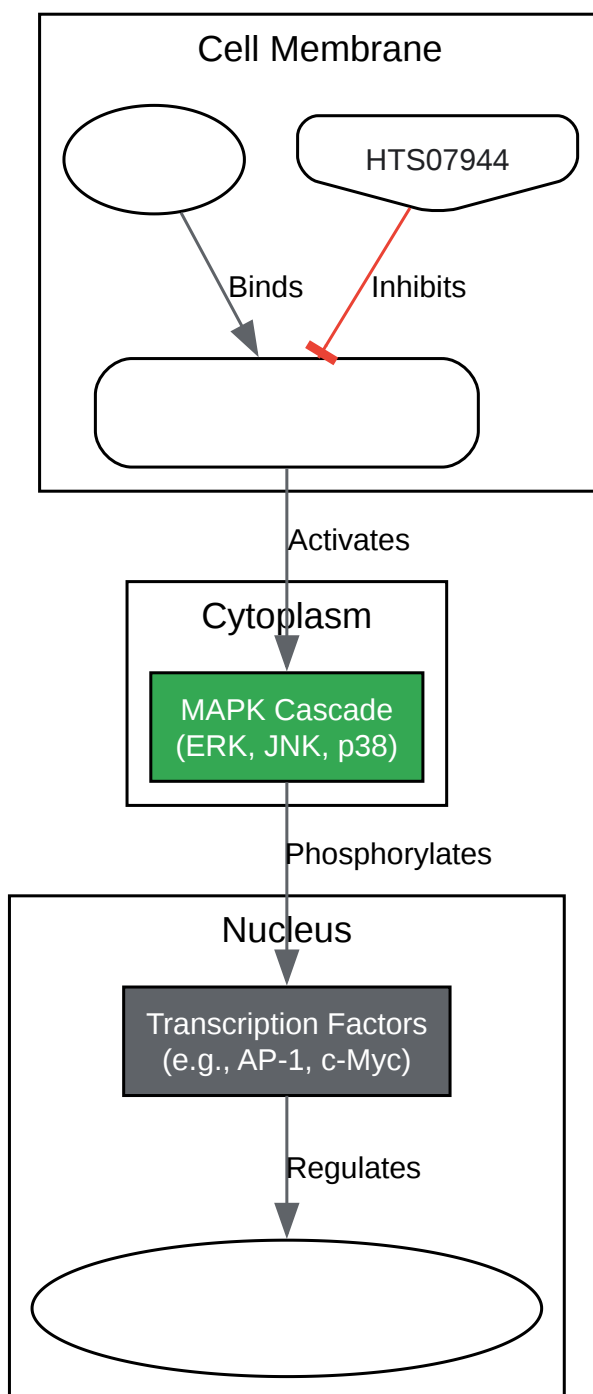 Cell Membrane
HTS07944
Binds
Inhibits
Activates
Cytoplasm
MAPK Cascade
(ERK, JNK, p38)
Phosphorylates
Nucleus
Transcription Factors
(e.g., AP-1, c-Myc)
Regulates